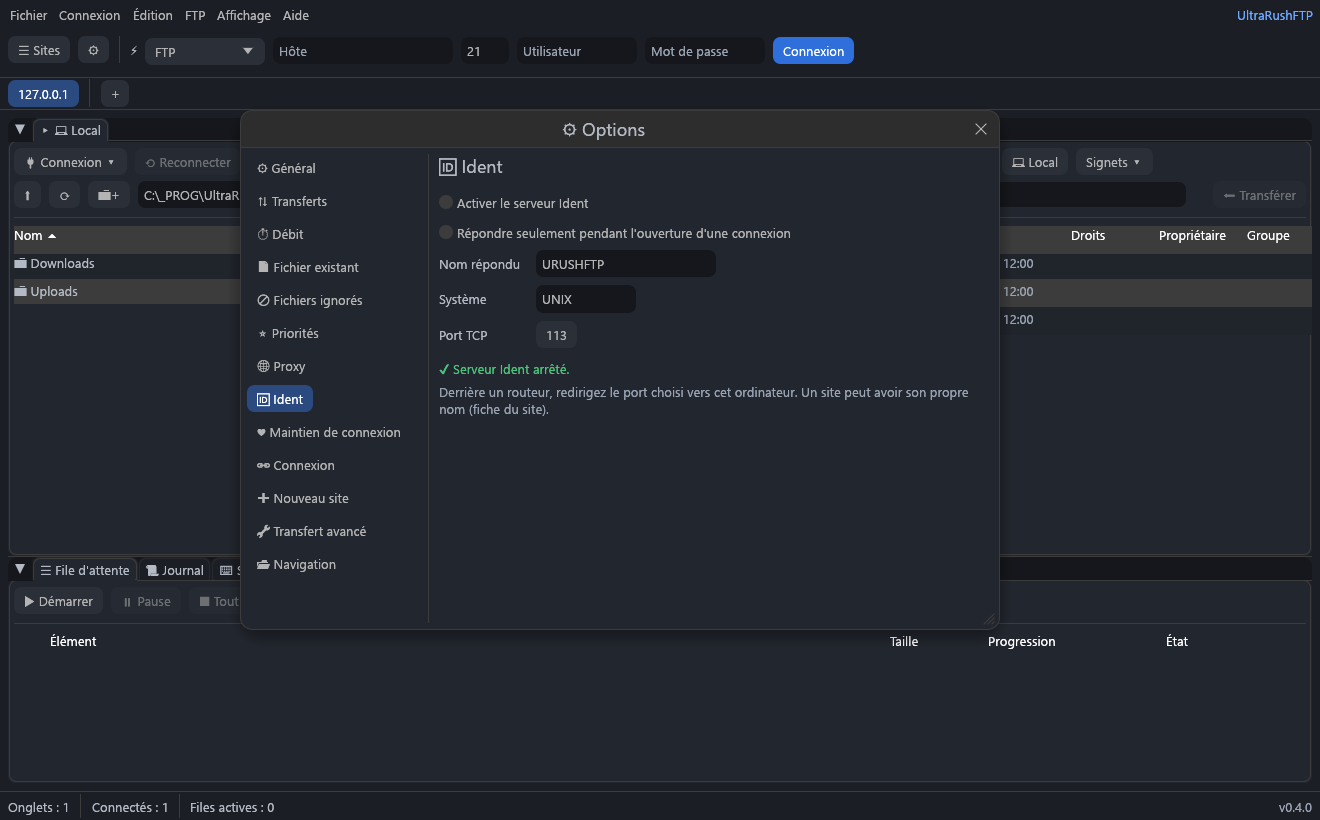 Fichier Connexion Édition FTP Affichage Aide UltraRushFTP
Sites FTP Hôte 21 Utilisateur Mot de passe Connexion
127.0.0.1 +
Local
Connexion Reconnecter
C:\_PROG\UltraR
Nom
Downloads
Uploads
Options
Général
Transferts
Débit
Fichier existant
Fichiers ignorés
Priorités
Proxy
Ident
Maintien de connexion
Connexion
Nouveau site
Transfert avancé
Navigation
Ident
Activer le serveur Ident
Répondre seulement pendant l'ouverture d'une connexion
Nom répondu URUSHFTP
Système UNIX
Port TCP 113
Serveur Ident arrêté.
Derrière un routeur, redirigez le port choisi vers cet ordinateur. Un site peut avoir son propre
nom (fiche du site).
Local Signets
Transférer
Droits Propriétaire Groupe
12:00
12:00
12:00
File d'attente Journal S
Démarrer Pause Tout
Élément Taille Progression État
Onglets : 1 Connectés : 1 Files actives : 0 v0.4.0